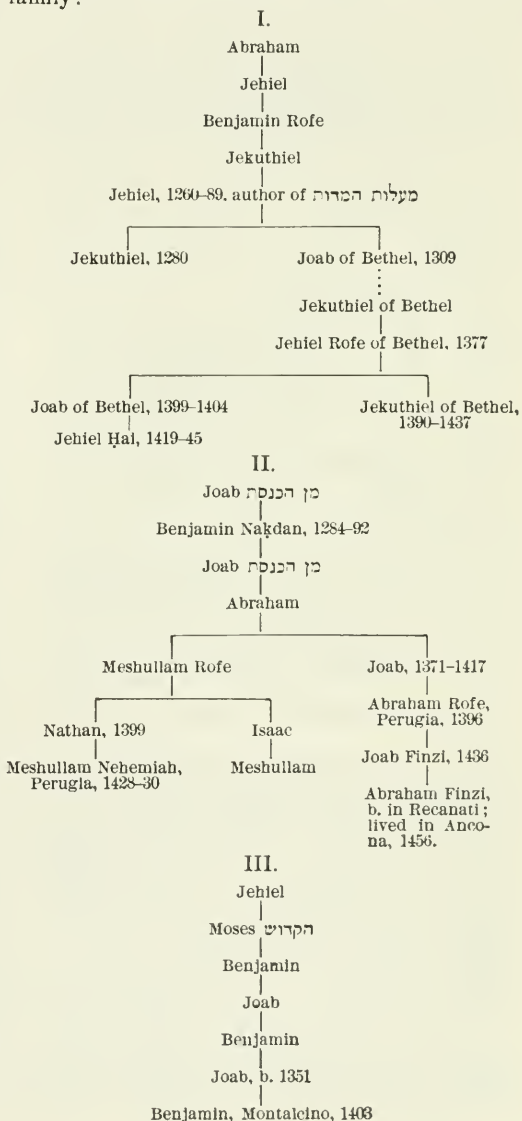 family:
I.
Abraham
Jehiel
Benjamin Rofe
Jekuthiel
Jehiel, 1260–89. author of מעלות המדות
Jekuthiel, 1280 Joab of Bethel, 1309
Jekuthiel of Bethel
Jehiel Rofe of Bethel, 1377
Joab of Bethel, 1399–1404 Jekuthiel of Bethel,
1390–1437
Jehiel Ḥai, 1419–45
II.
Joab מן הכנסת
Benjamin Naḳdan, 1284–92
Joab מן הכנסת
Abraham
Meshullam Rofe Joab, 1371–1417
Abraham Rofe,
Perugia, 1396
Nathan, 1399 Isaac
Joab Finzi, 1436
Meshullam Nehemiah, Meshullam
Perugia, 1428–30
Abraham Finzi,
b. in Recanati;
lived in Anco-
na, 1456.
III.
Jehiel
Moses הקדוש
Benjamin
Joab
Benjamin
Joab, b. 1351
Benjamin, Montalcino, 1403